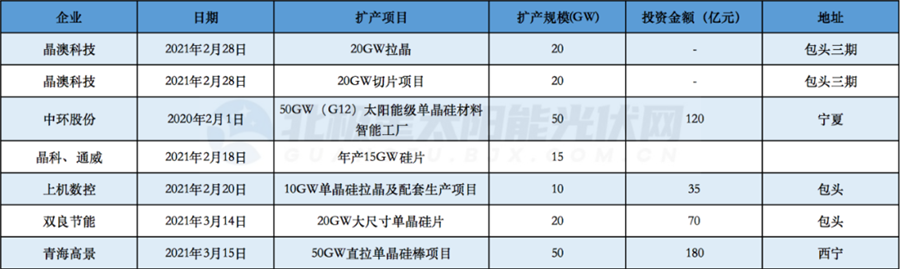 企业 日期 扩产项目 扩产规模(GW) 投资金额（亿元） 地址
晶澳科技 2021年2月28日 20GW拉晶 20 - 包头三期
晶澳科技 2021年2月28日 20GW切片项目 20 - 包头三期
中环股份 2020年2月1日 50GW（G12）太阳能级单晶硅材料智能工厂 50 120 宁夏
晶科、通威 2021年2月18日 年产15GW硅片 15
上机数控 2021年2月20日 10GW单晶硅拉晶及配套生产项目 10 35 包头
双良节能 2021年3月14日 20GW大尺寸单晶硅片 20 70 包头
青海高景 2021年3月15日 50GW直拉单晶硅棒项目 50 180 西宁
北极星太阳能光伏网